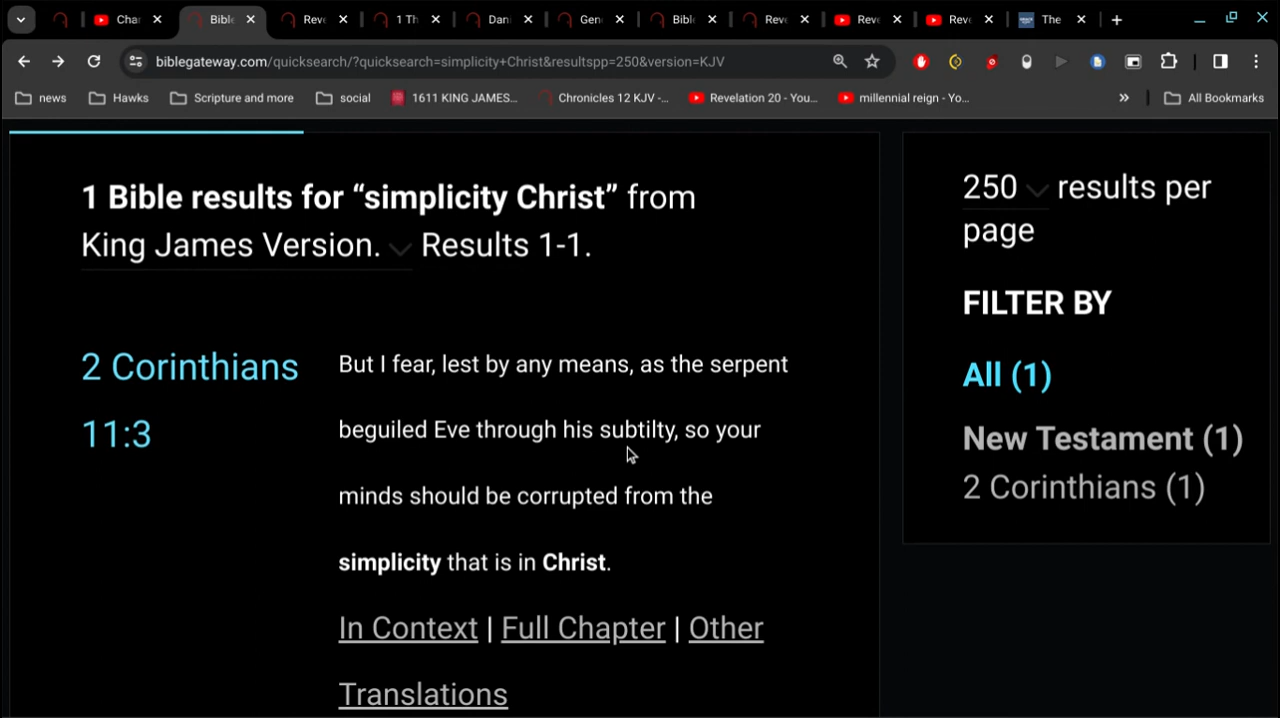 Cha
Bible
Reve
1 Th
Dani
Gen
Bibl
Reve
Reve
Reve
The
biblegateway.com/quicksearch/?quicksearch=simplicity+Christ&resultspp=250&version=KJV
news
Hawks
Scripture and more
social
1611 KING JAMES...
Chronicles 12 KJV -...
Revelation 20 - You...
millennial reign - Yo...
»
All Bookmarks
1 Bible results for “simplicity Christ” from
King James Version. Results 1-1.
2 Corinthians
11:3
But I fear, lest by any means, as the serpent
beguiled Eve through his subtilty, so your
minds should be corrupted from the
simplicity that is in Christ.
In Context | Full Chapter | Other
Translations
250 results per
page
FILTER BY
All (1)
New Testament (1)
2 Corinthians (1)